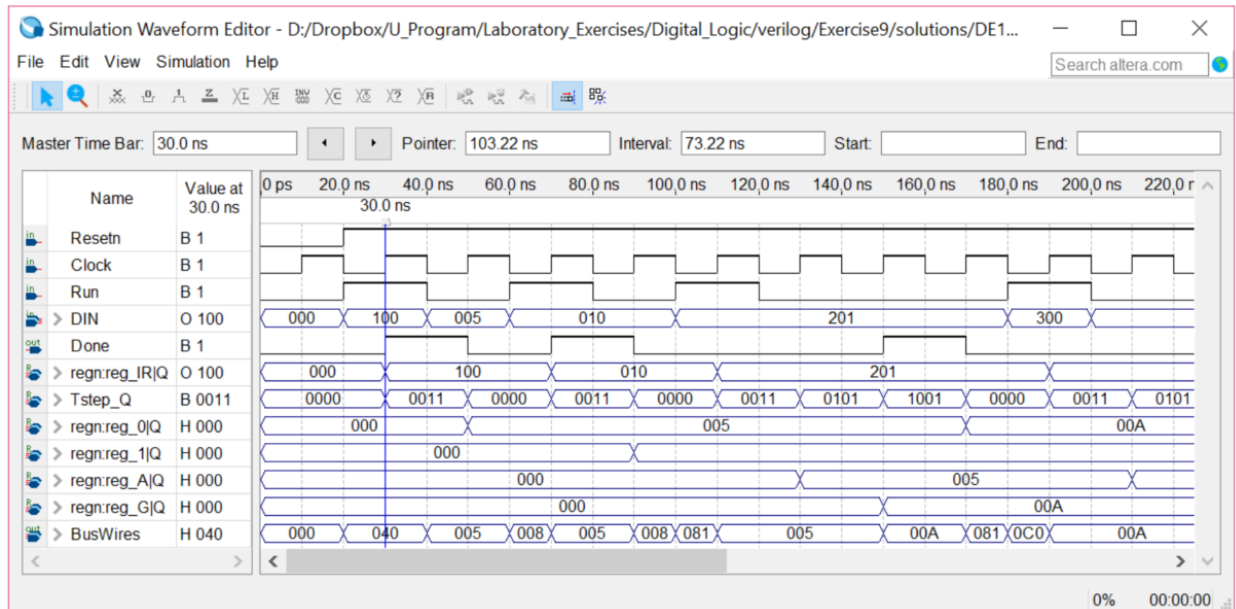 Simulation Waveform Editor - D:/Dropbox/U_Program/Laboratory_Exercises/Digital_Logic/verilog/Exercise9/solutions/DE1...
File Edit View Simulation Help
Search altera.com
Master Time Bar: 30.0 ns Pointer: 103.22 ns Interval: 73.22 ns Start: End:
Name Value at 30.0 ns 0 ps 20.0 ns 40.0 ns 60.0 ns 80.0 ns 100.0 ns 120.0 ns 140.0 ns 160.0 ns 180.0 ns 200.0 ns 220.0 n
30.0 ns
Resetn B 1
Clock B 1
Run B 1
DIN O 100 000 100 005 010 201 300
Done B 1
regn:reg_IR|Q O 100 000 100 010 201
Tstep_Q B 0011 0000 0011 0000 0011 0000 0011 0101 1001 0000 0011 0101
regn:reg_0|Q H 000 000 005 00A
regn:reg_1|Q H 000 000
regn:reg_A|Q H 000 000 005
regn:reg_G|Q H 000 000 00A
BusWires H 040 000 040 005 008 005 008 081 005 00A 081 0C0 00A
0% 00:00:00